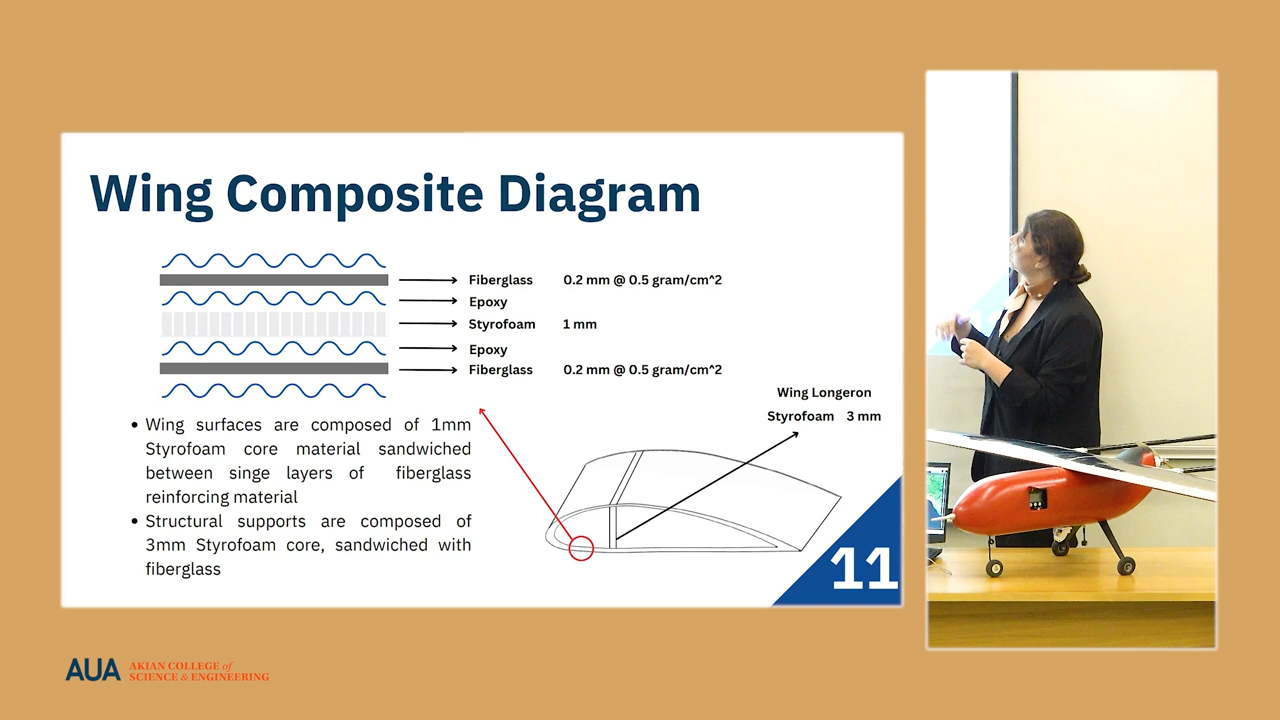 Wing Composite Diagram
Fiberglass 0.2 mm @ 0.5 gram/cm^2
Epoxy
Styrofoam 1 mm
Epoxy
Fiberglass 0.2 mm @ 0.5 gram/cm^2
Wing Longeron
Styrofoam 3 mm
• Wing surfaces are composed of 1mm
Styrofoam core material sandwiched
between singe layers of fiberglass
reinforcing material
• Structural supports are composed of
3mm Styrofoam core, sandwiched with
fiberglass
11
AUA AKIAN COLLEGE of
SCIENCE & ENGINEERING